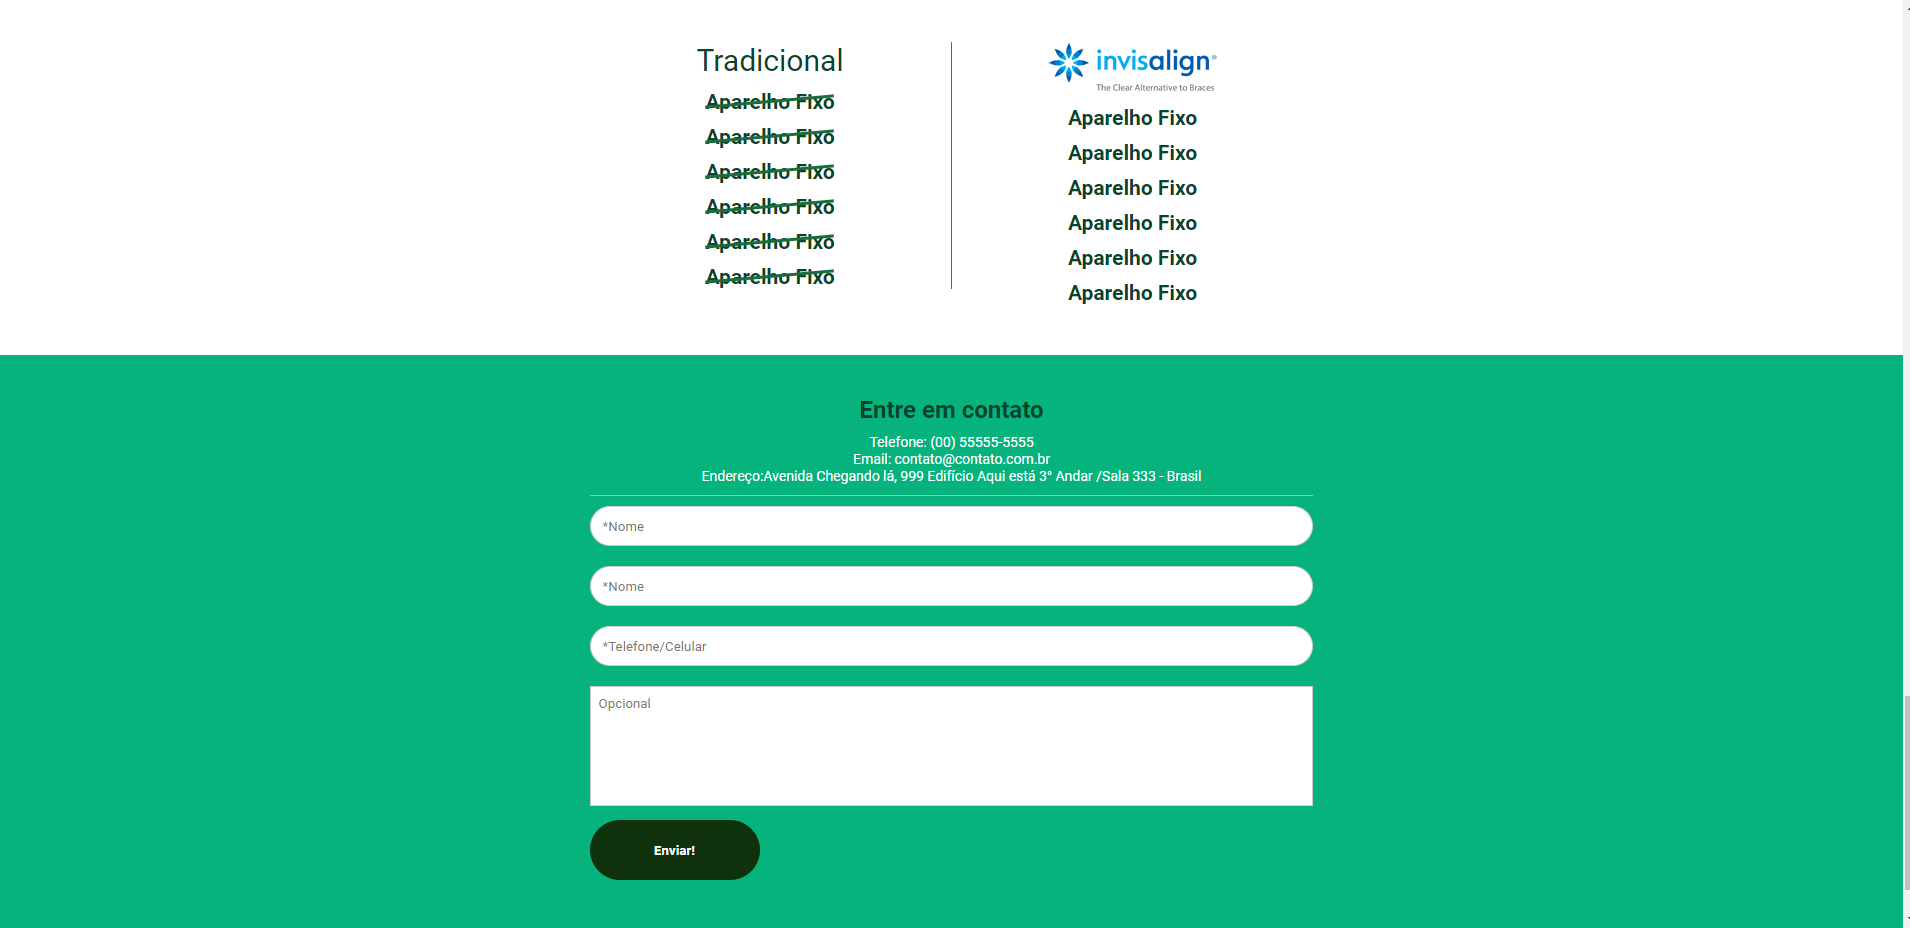 Tradicional
Aparelho Fixo
Aparelho Fixo
Aparelho Fixo
Aparelho Fixo
Aparelho Fixo
Aparelho Fixo
invisalign®
The Clear Alternative to Braces
Aparelho Fixo
Aparelho Fixo
Aparelho Fixo
Aparelho Fixo
Aparelho Fixo
Aparelho Fixo
Entre em contato
Telefone: (00) 55555-5555
Email: contato@contato.com.br
Endereço:Avenida Chegando lá, 999 Edifício Aqui está 3° Andar /Sala 333 - Brasil
*Nome
*Nome
*Telefone/Celular
Opcional
Enviar!